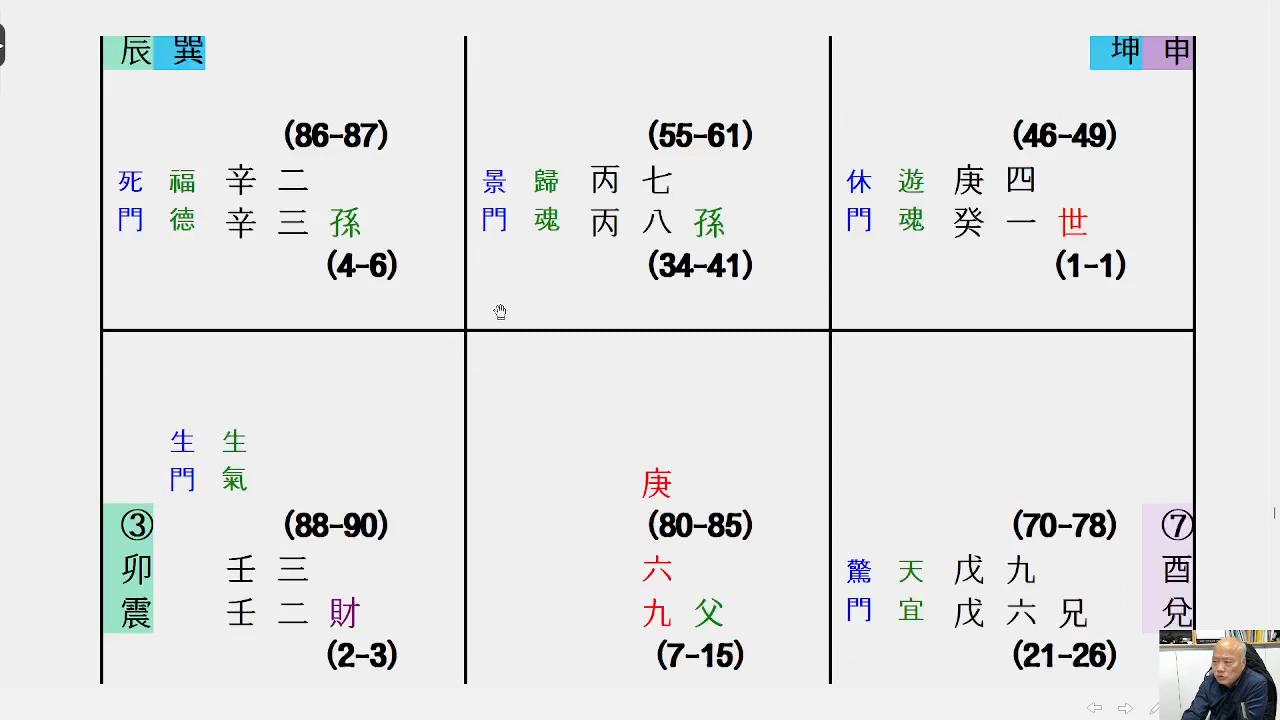 辰 巽
坤 申
(86-87)
死 福 辛 二
門 德 辛 三 孫
(4-6)
(55-61)
景 歸 丙 七
門 魂 丙 八 孫
(34-41)
(46-49)
休 遊 庚 四
門 魂 癸 一 世
(1-1)
生 生
門 氣
③ (88-90)
卯 壬 三
震 壬 二 財
(2-3)
庚
(80-85)
六
九 父
(7-15)
(70-78) ⑦
驚 天 戊 九 酉
門 宜 戊 六 兄 兌
(21-26)